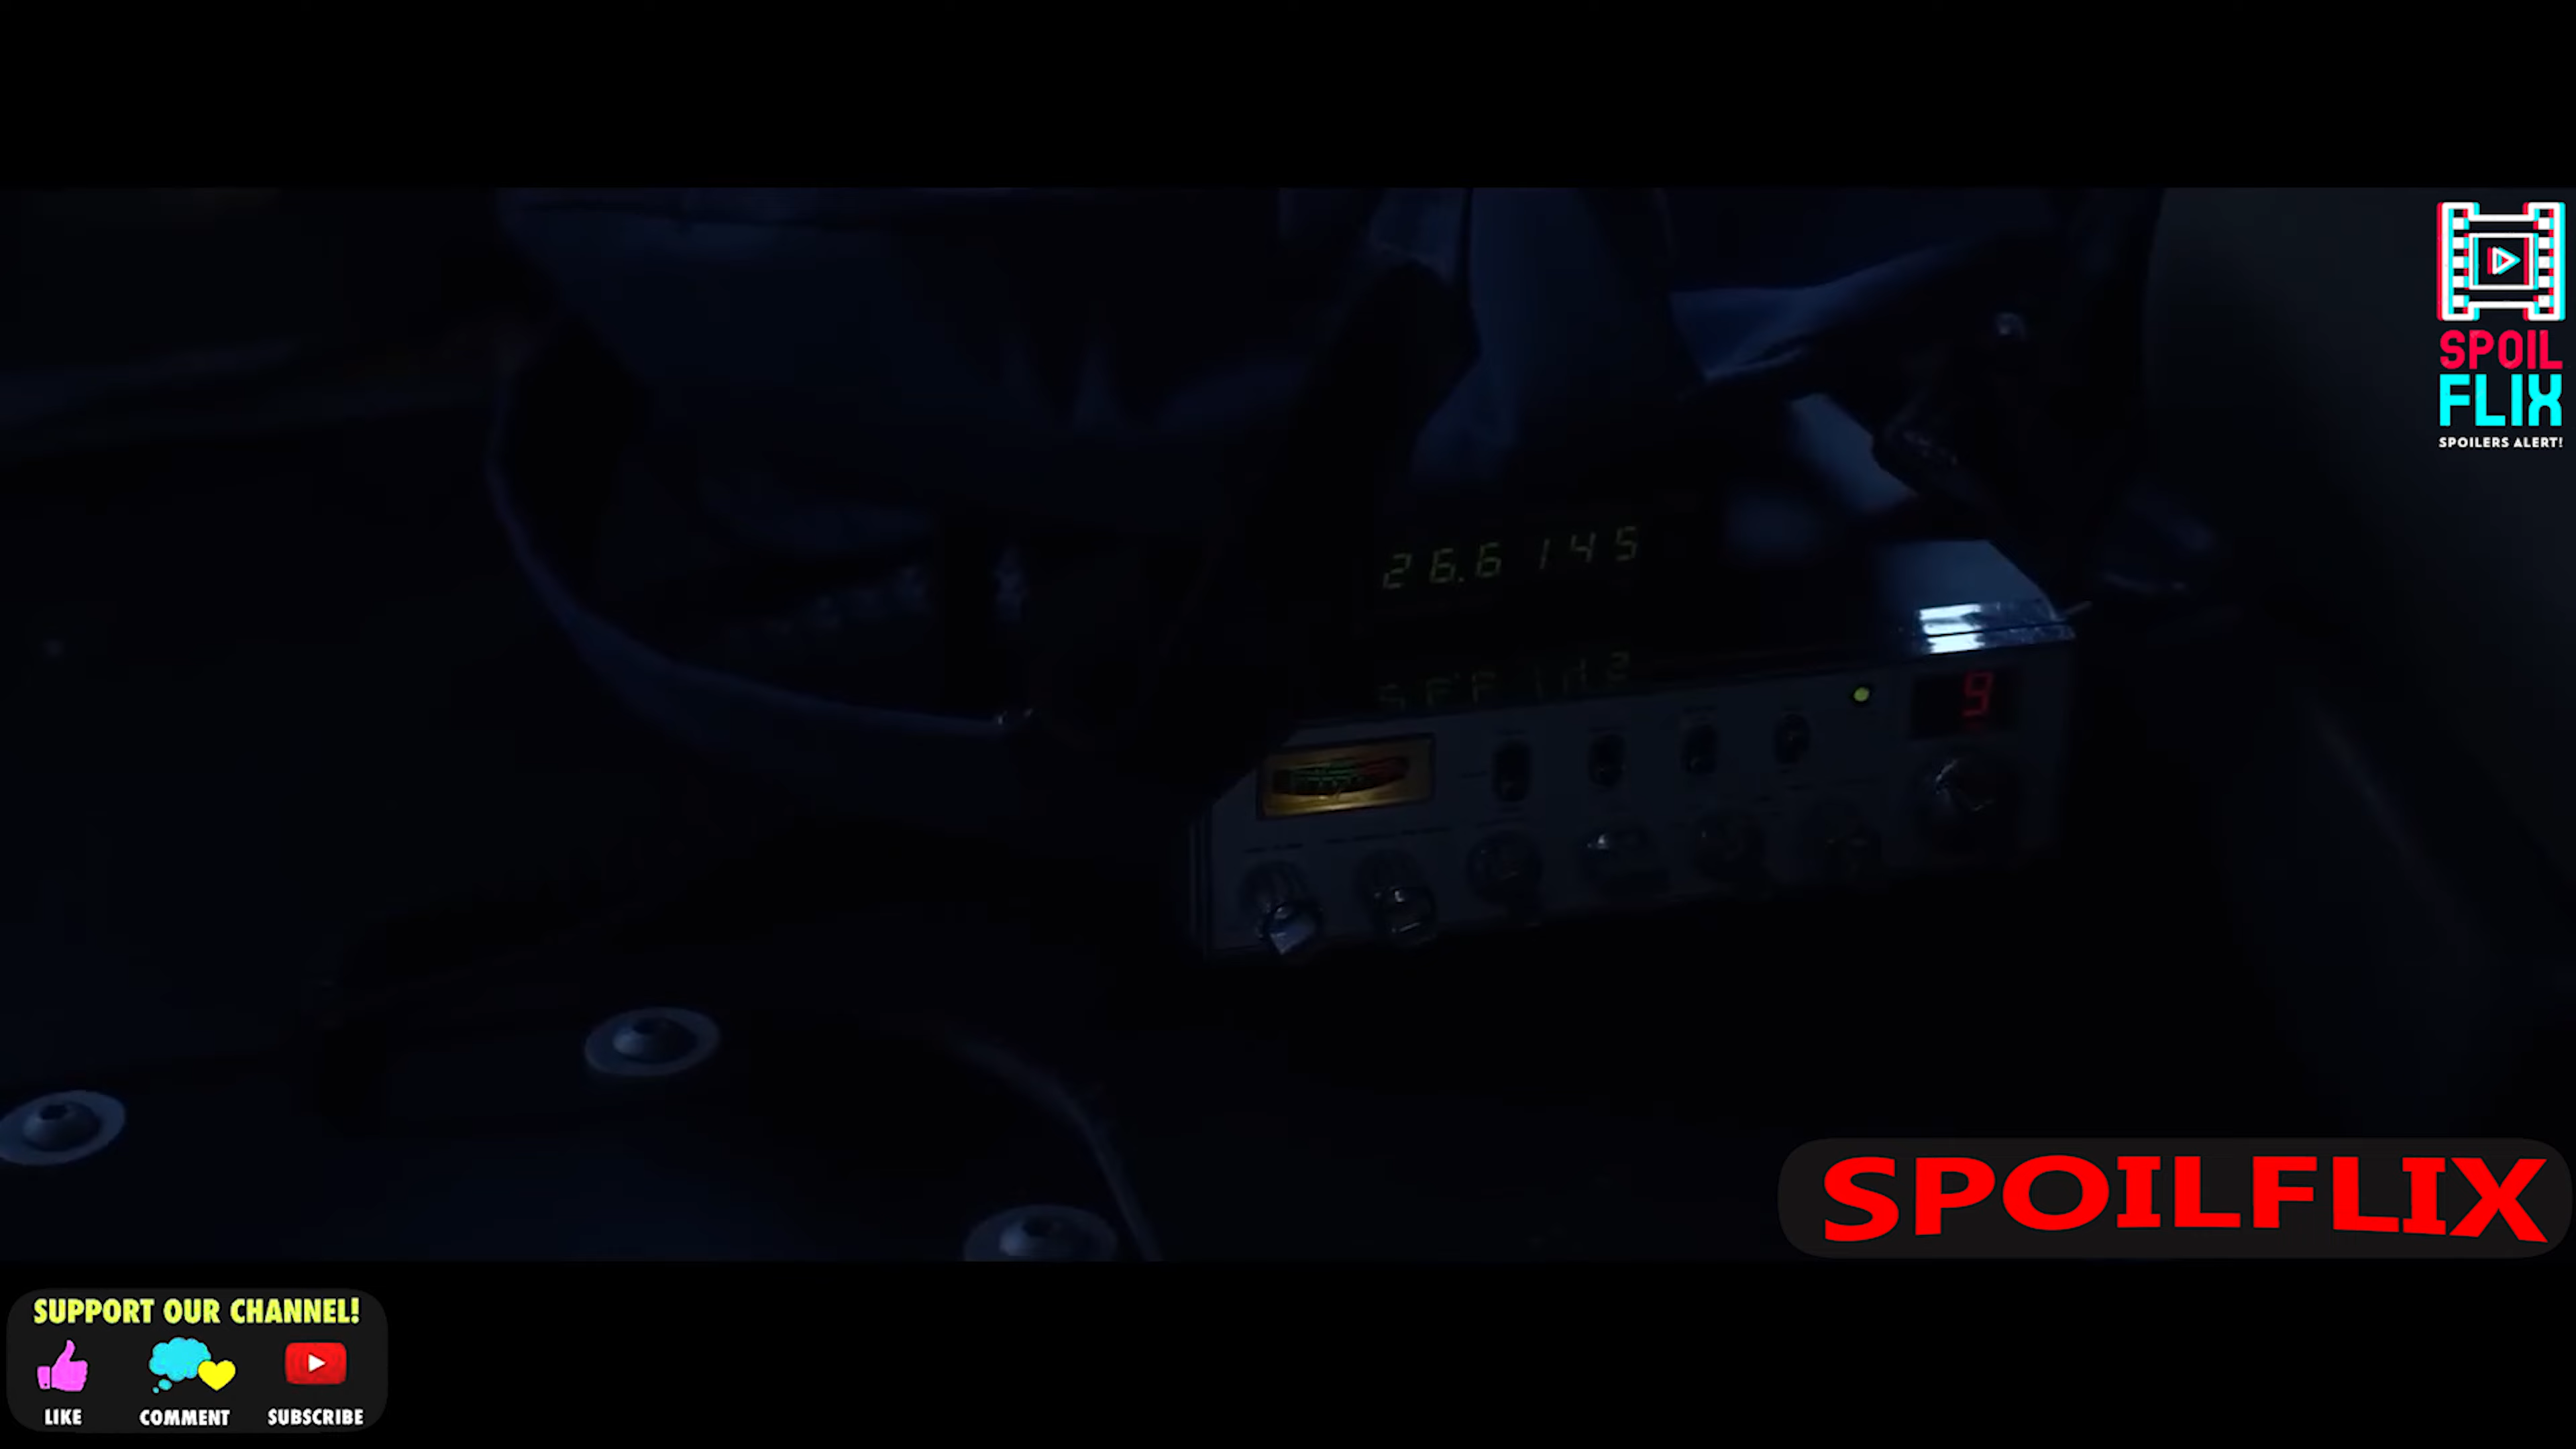 SPOIL
FLIX
SPOILERS ALERT!
26.6145
9
SPOILFLIX
SUPPORT OUR CHANNEL!
LIKE COMMENT SUBSCRIBE